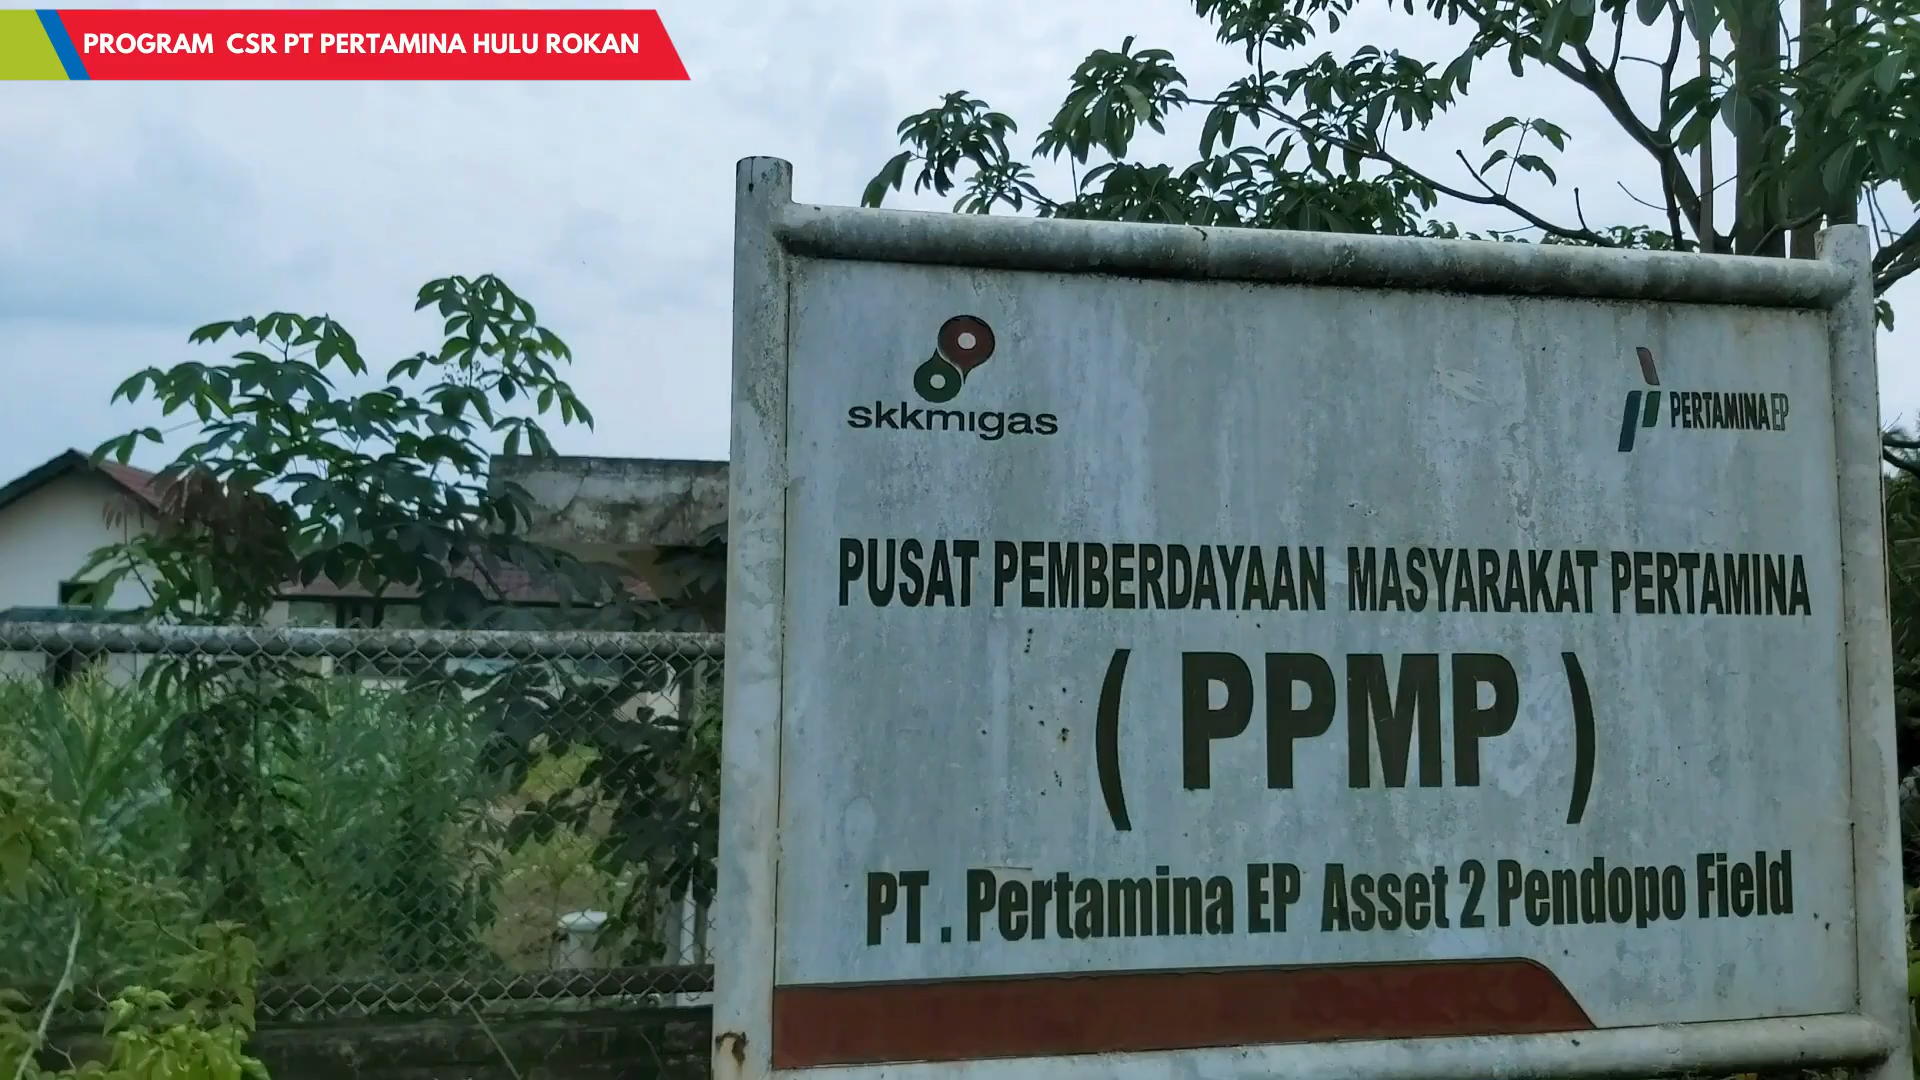 PROGRAM CSR PT PERTAMINA HULU ROKAN
skkmigas
PERTAMINA EP
PUSAT PEMBERDAYAAN MASYARAKAT PERTAMINA
( PPMP )
PT. Pertamina EP Asset 2 Pendopo Field